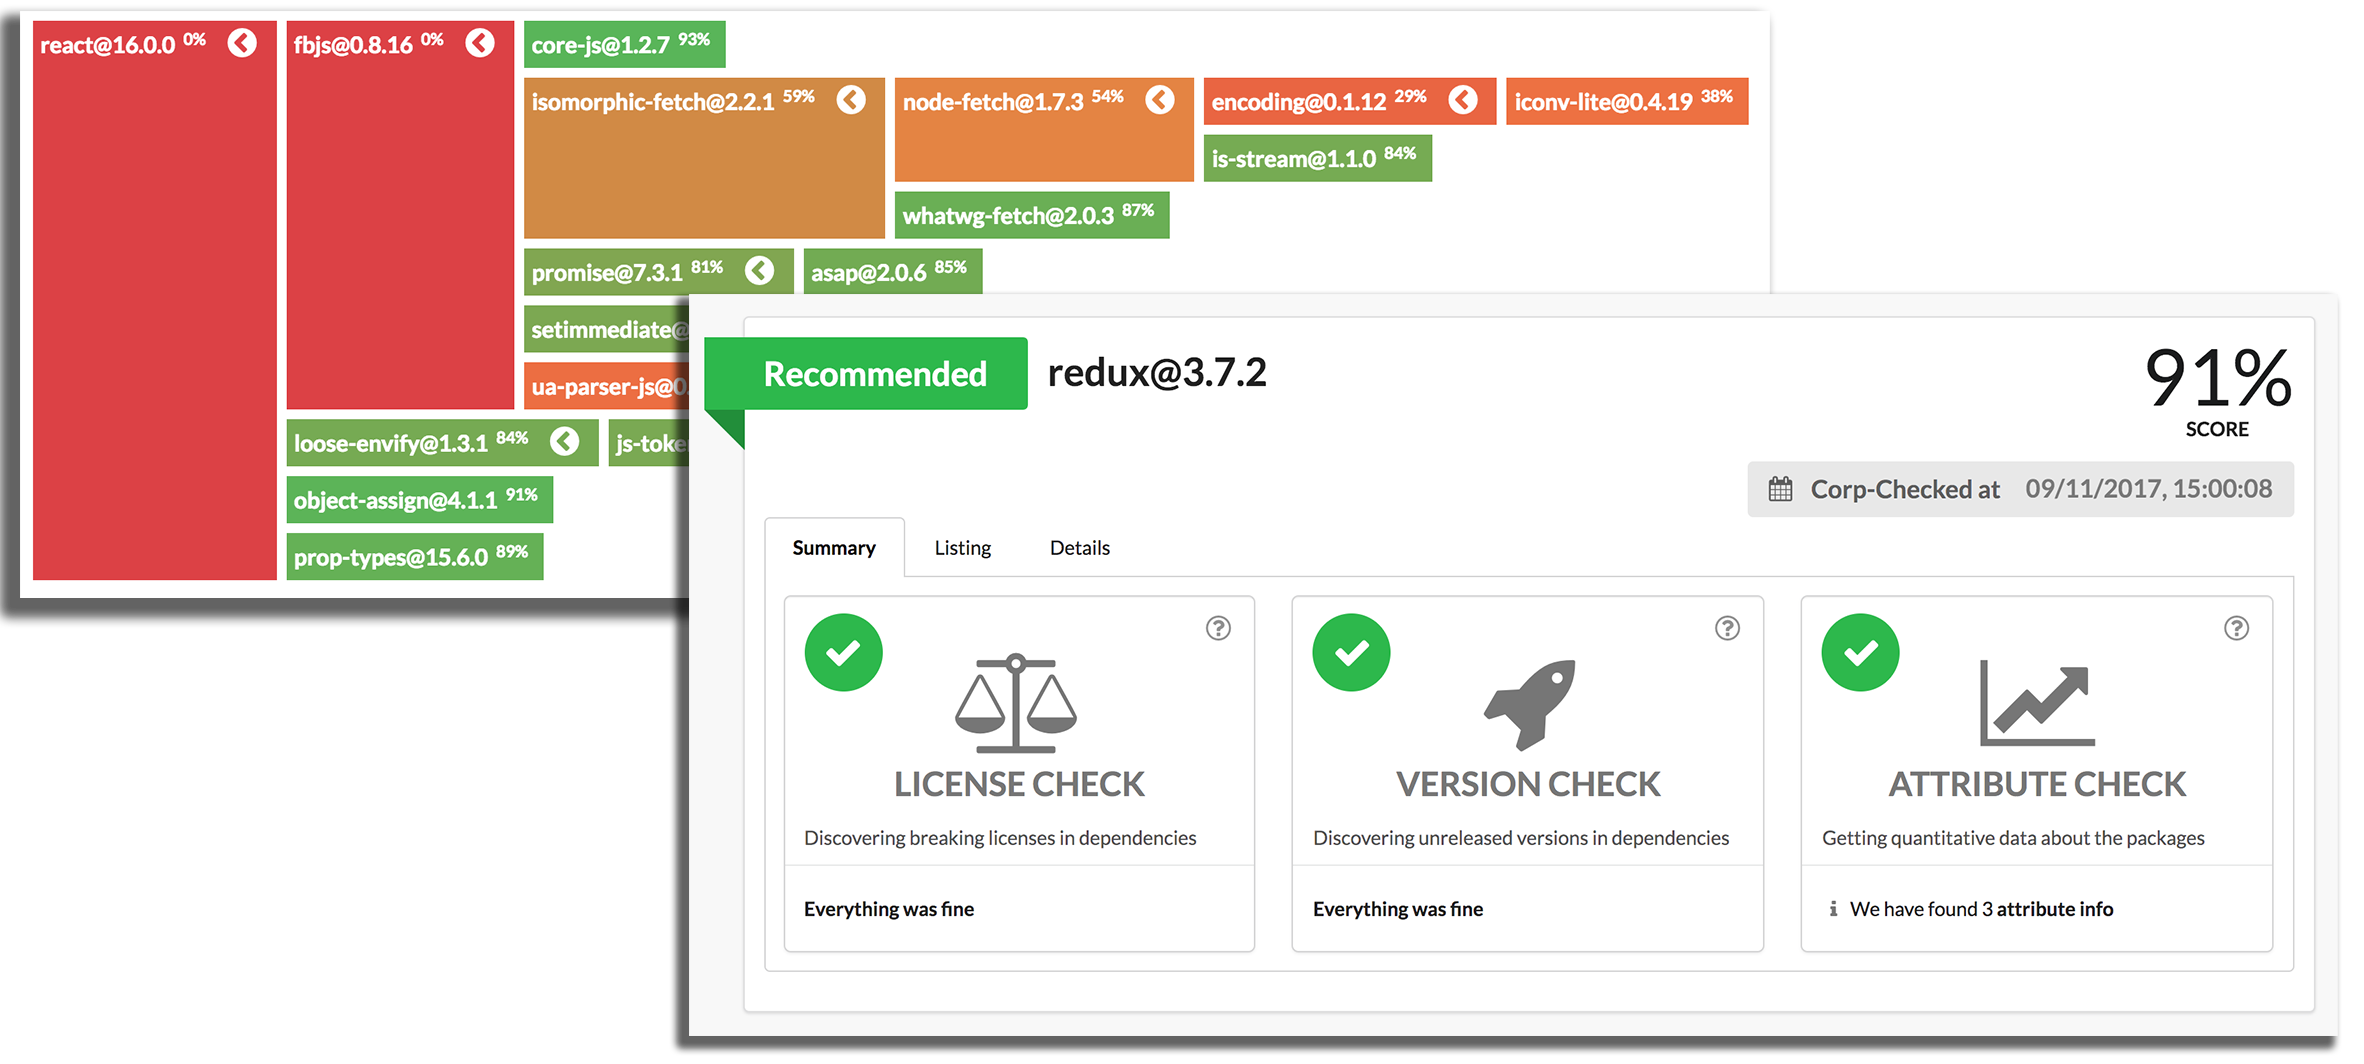 react@16.0.0 0%
fbjs@0.8.16 0%
core-js@1.2.7 93%
isomorphic-fetch@2.2.1 59%
node-fetch@1.7.3 54%
encoding@0.1.12 29%
iconv-lite@0.4.19 38%
is-stream@1.1.0 84%
whatwg-fetch@2.0.3 87%
promise@7.3.1 81%
asap@2.0.6 85%
setimmediate@
ua-parser-js@0.
loose-envify@1.3.1 84%
js-toke
object-assign@4.1.1 91%
prop-types@15.6.0 89%
Recommended
redux@3.7.2
91%
SCORE
Corp-Checked at 09/11/2017, 15:00:08
Summary
Listing
Details
LICENSE CHECK
Discovering breaking licenses in dependencies
Everything was fine
VERSION CHECK
Discovering unreleased versions in dependencies
Everything was fine
ATTRIBUTE CHECK
Getting quantitative data about the packages
We have found 3 attribute info